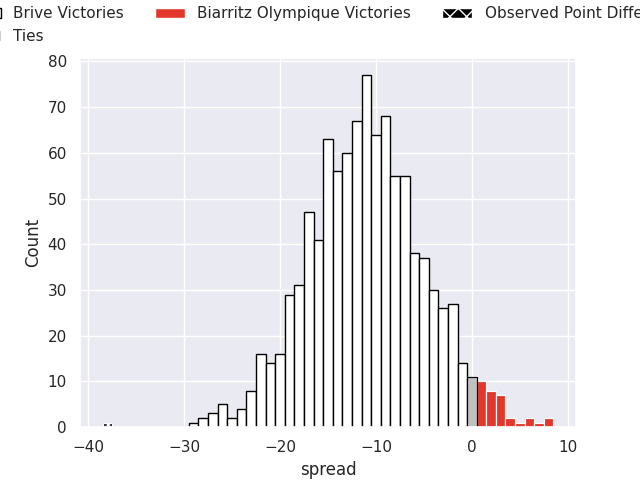 Brive Victories
Biarritz Olympique Victories
Observed Point Diffe
Ties
80
70
60
50
40
30
20
10
0
Count
−40
−30
−20
−10
0
10
spread